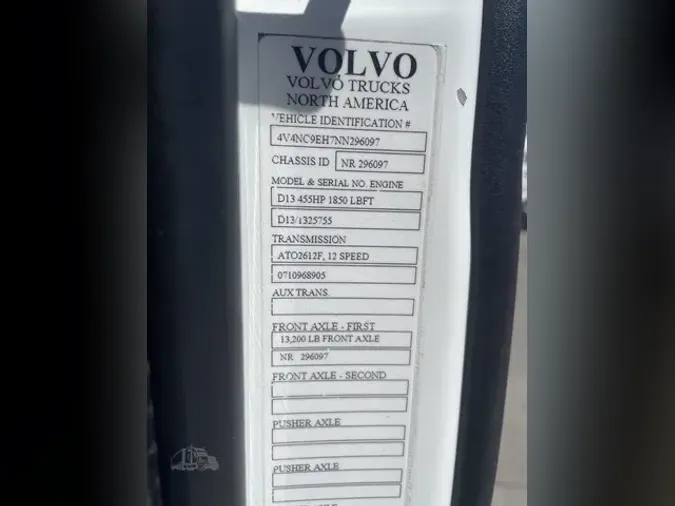 VOLVO
VOLVO TRUCKS
NORTH AMERICA
VEHICLE IDENTIFICATION #
4V4NC9EH7NN296097
CHASSIS ID NR 296097
MODEL & SERIAL NO. ENGINE
D13 455HP 1850 LBFT
D13/1325755
TRANSMISSION
ATO2612F, 12 SPEED
0710968905
AUX TRANS.
FRONT AXLE - FIRST
13,200 LB FRONT AXLE
NR 296097
FRONT AXLE - SECOND
PUSHER AXLE
PUSHER AXLE